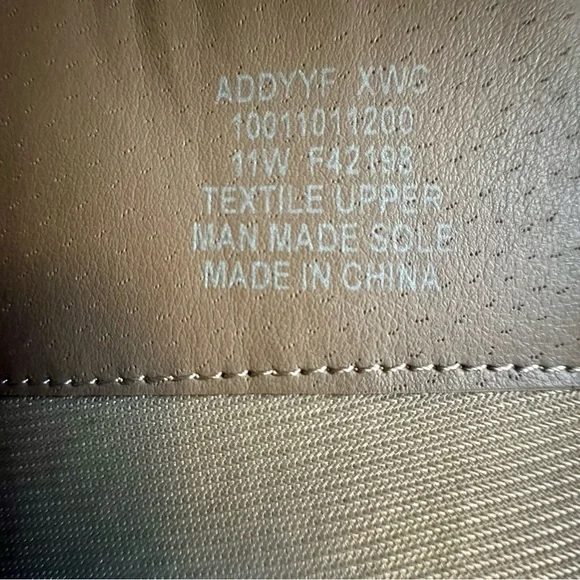 ADDYYF XWC
10011011200
11W F42198
TEXTILE UPPER
MAN MADE SOLE
MADE IN CHINA